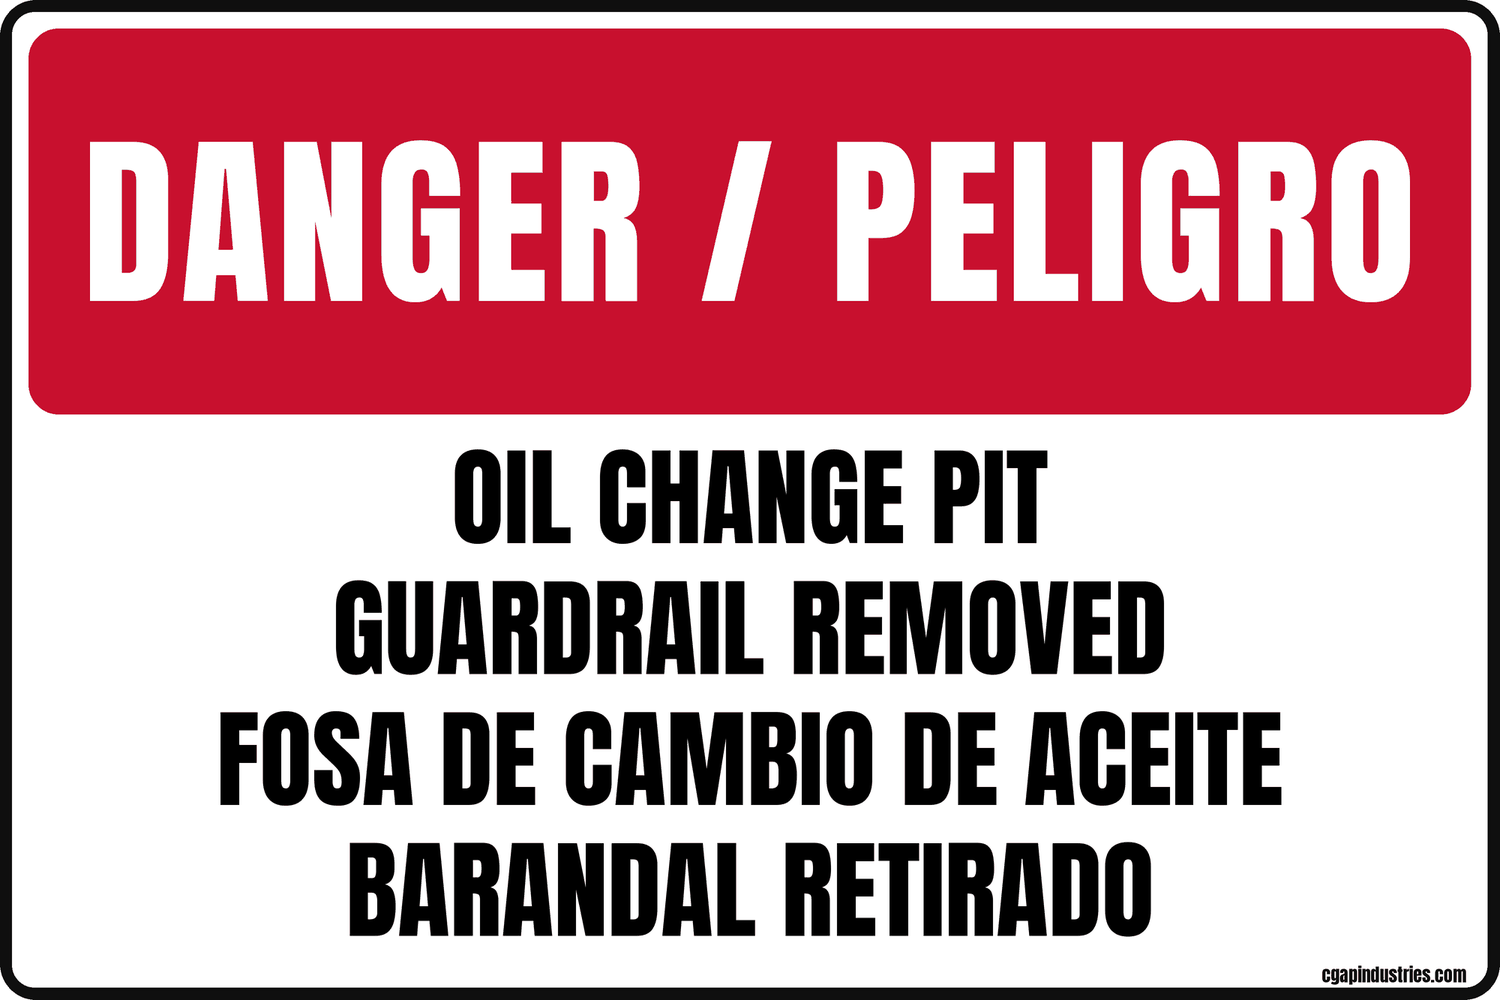 DANGER / PELIGRO
OIL CHANGE PIT
GUARDRAIL REMOVED
FOSA DE CAMBIO DE ACEITE
BARANDAL RETIRADO
cgapindustries.com